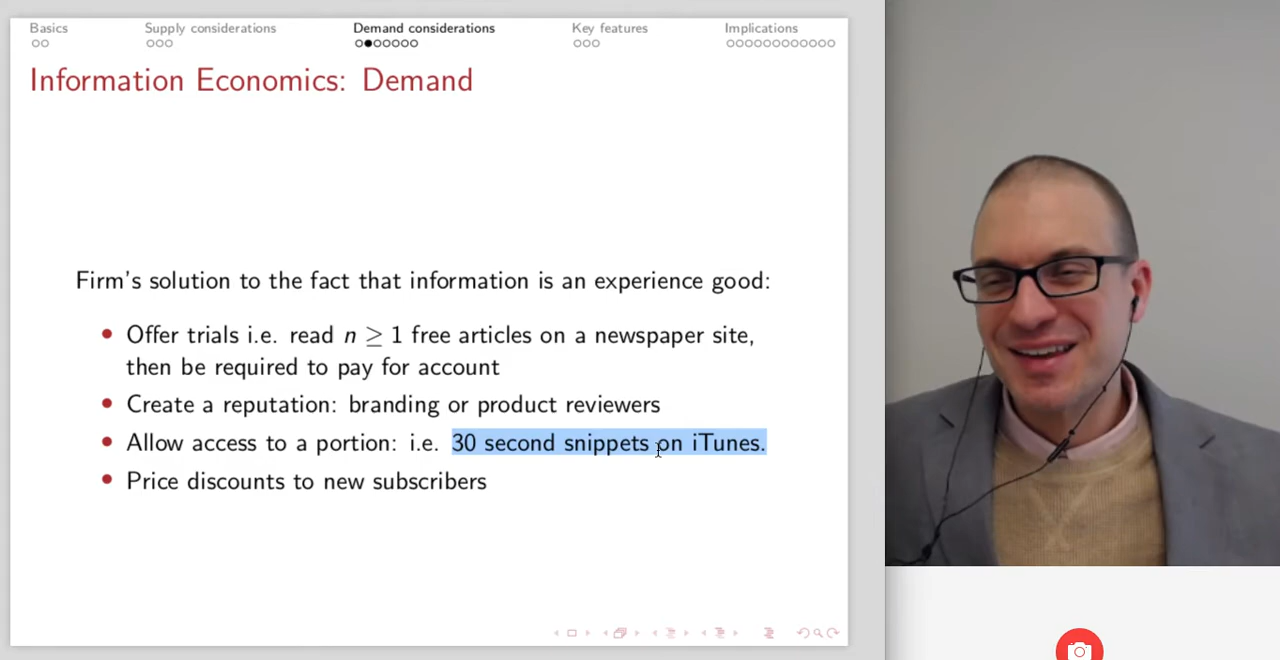 Basics Supply considerations Demand considerations Key features Implications
Information Economics: Demand
Firm's solution to the fact that information is an experience good:
• Offer trials i.e. read n ≥ 1 free articles on a newspaper site,
then be required to pay for account
• Create a reputation: branding or product reviewers
• Allow access to a portion: i.e. 30 second snippets on iTunes.
• Price discounts to new subscribers